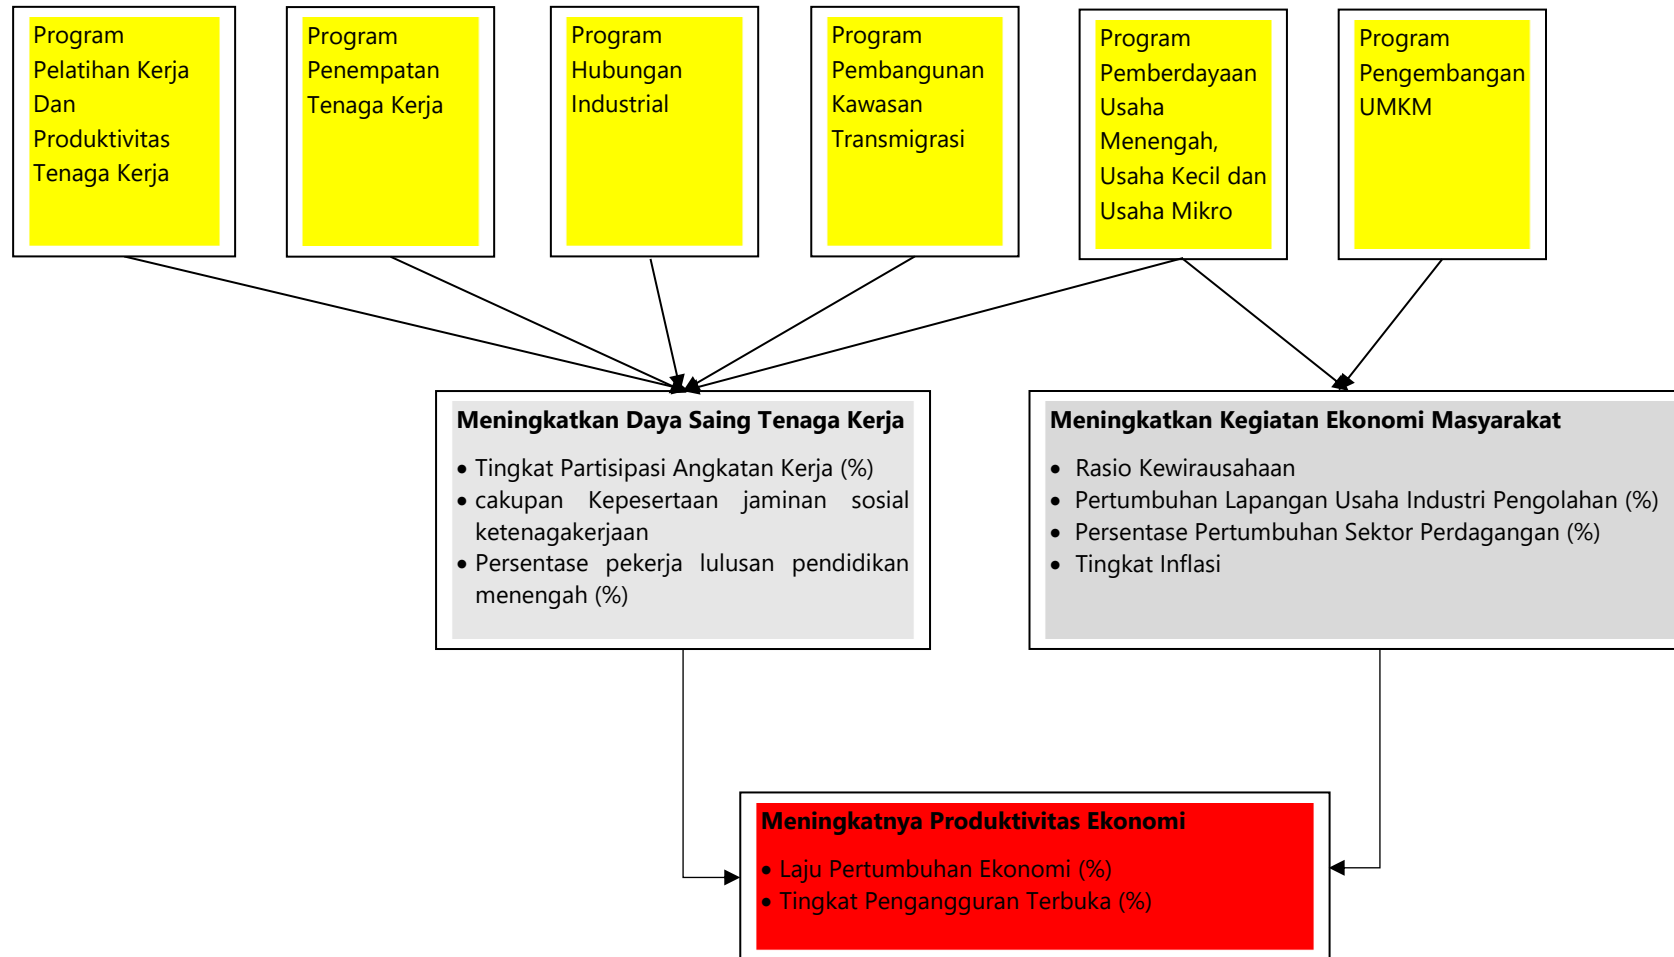 Program
Pelatihan Kerja
Dan
Produktivitas
Tenaga Kerja
Program
Penempatan
Tenaga Kerja
Program
Hubungan
Industrial
Program
Pembangunan
Kawasan
Transmigrasi
Program
Pemberdayaan
Usaha
Menengah,
Usaha Kecil dan
Usaha Mikro
Program
Pengembangan
UMKM
Meningkatkan Daya Saing Tenaga Kerja
• Tingkat Partisipasi Angkatan Kerja (%)
• cakupan Kepesertaan jaminan sosial
ketenagakerjaan
• Persentase pekerja lulusan pendidikan
menengah (%)
Meningkatkan Kegiatan Ekonomi Masyarakat
• Rasio Kewirausahaan
• Pertumbuhan Lapangan Usaha Industri Pengolahan (%)
• Persentase Pertumbuhan Sektor Perdagangan (%)
• Tingkat Inflasi
Meningkatnya Produktivitas Ekonomi
• Laju Pertumbuhan Ekonomi (%)
• Tingkat Pengangguran Terbuka (%)